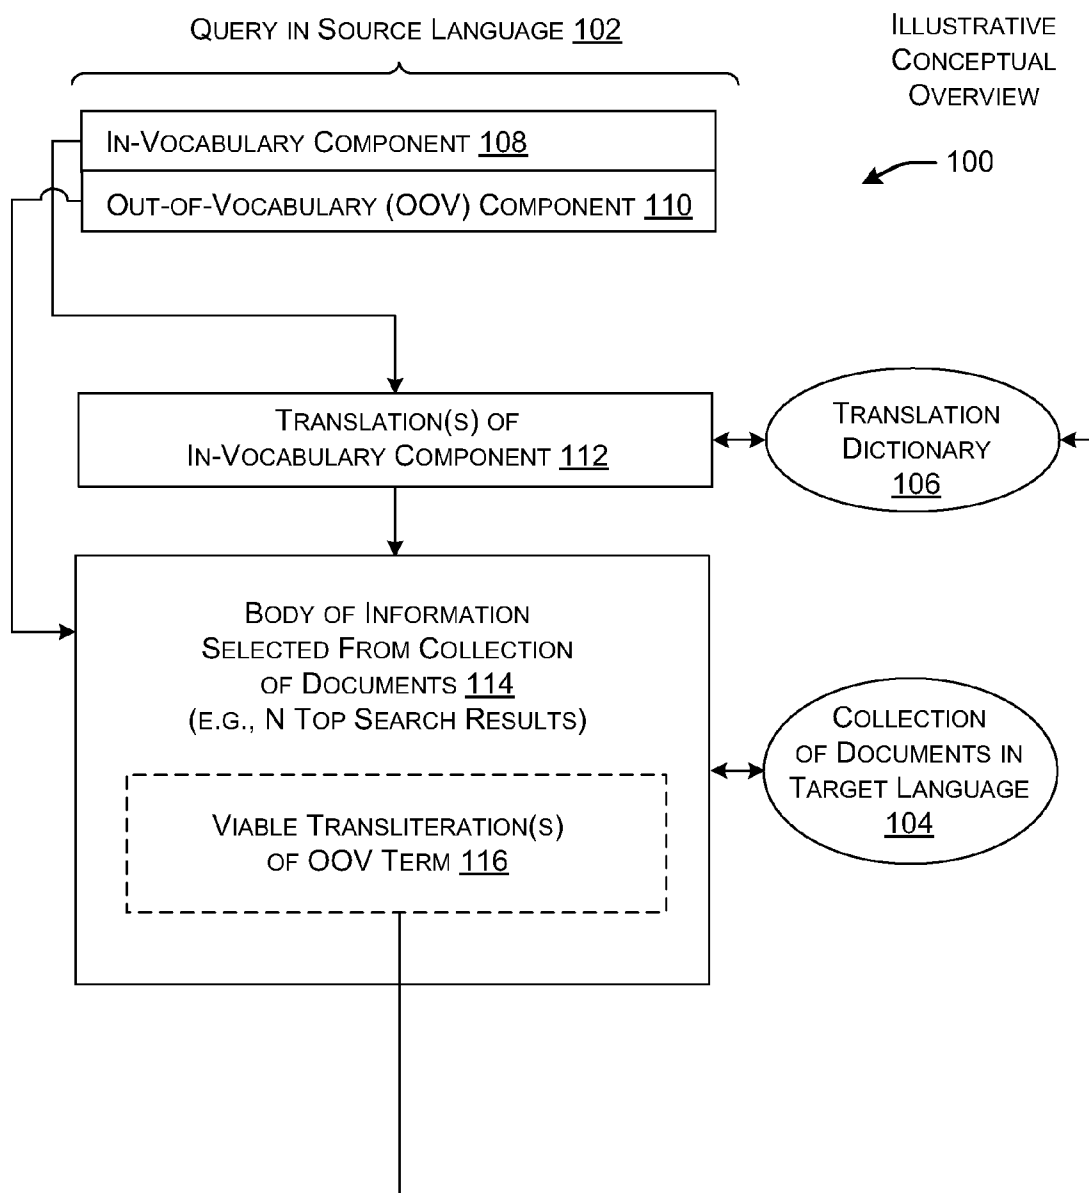 QUERY IN SOURCE LANGUAGE 102
ILLUSTRATIVE
CONCEPTUAL
OVERVIEW
100
IN-VOCABULARY COMPONENT 108
OUT-OF-VOCABULARY (OOV) COMPONENT 110
TRANSLATION(S) OF
IN-VOCABULARY COMPONENT 112
TRANSLATION
DICTIONARY
106
BODY OF INFORMATION
SELECTED FROM COLLECTION
OF DOCUMENTS 114
(E.G., N TOP SEARCH RESULTS)
COLLECTION
OF DOCUMENTS IN
TARGET LANGUAGE
104
VIABLE TRANSLITERATION(S)
OF OOV TERM 116